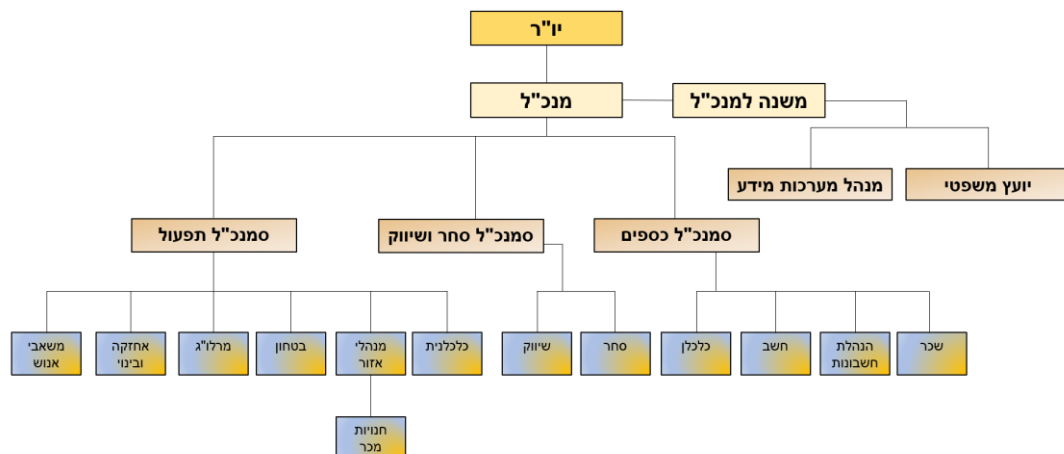 יו"ר
משנה למנכ"ל
מנכ"ל
יועץ משפטי
מנהל מערכות מידע
סמנכ"ל כספים
סמנכ"ל סחר ושיווק
סמנכ"ל תפעול
שכר
הנהלת
חשבונות
חשב
כלכלן
סחר
שיווק
כלכלנית
מנהלי
אזור
בטחון
מרלו"ג
אחזקה
ובינוי
משאבי
אנוש
חנויות
מכר